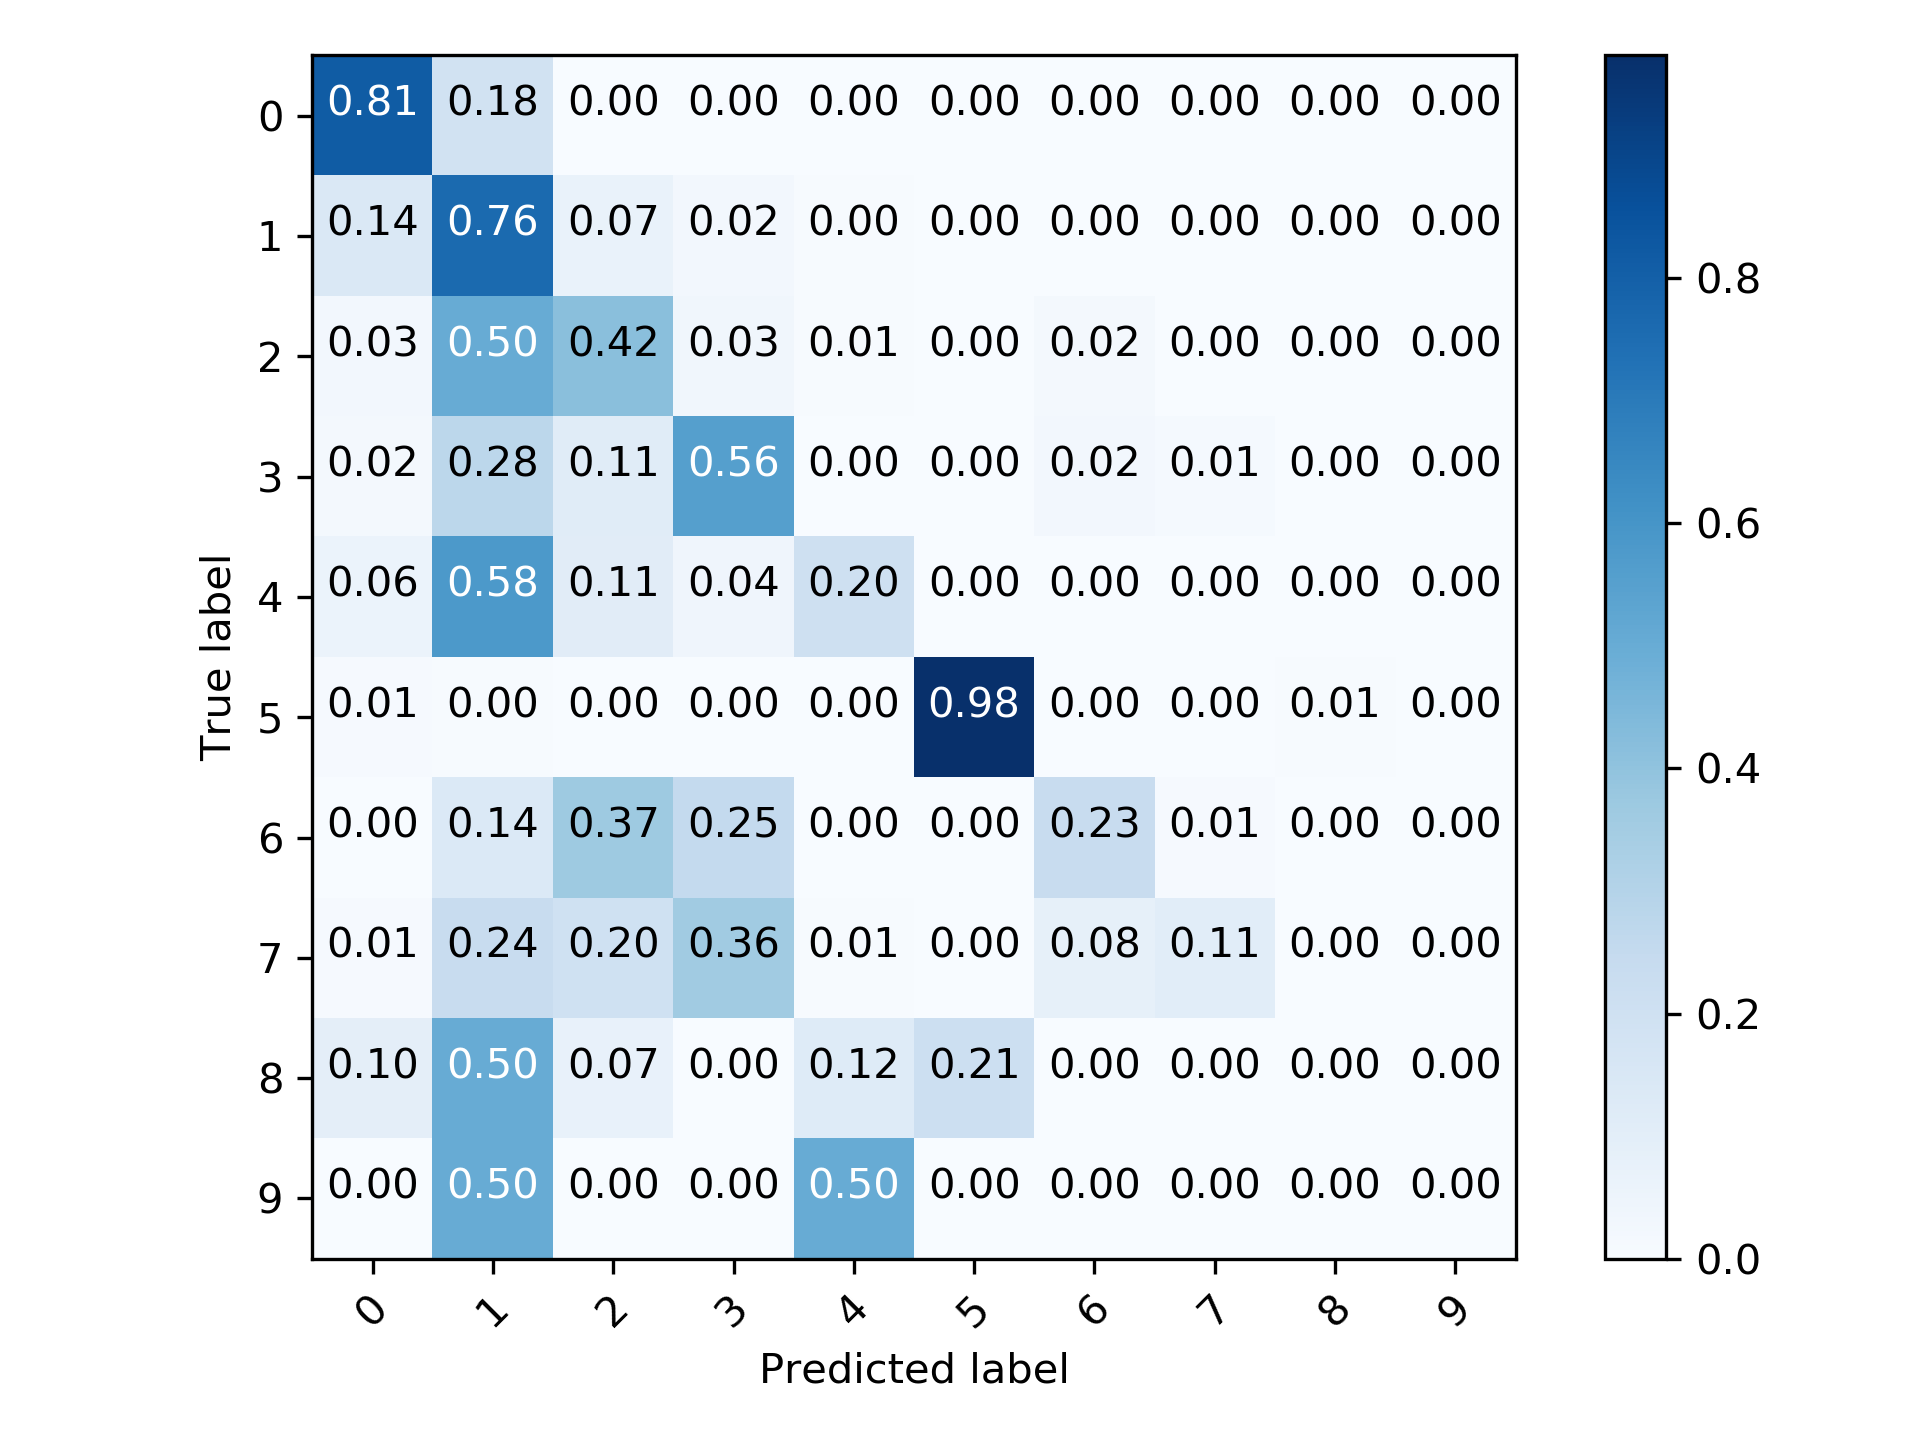 0 0.81 0.18 0.00 0.00 0.00 0.00 0.00 0.00 0.00 0.00
1 0.14 0.76 0.07 0.02 0.00 0.00 0.00 0.00 0.00 0.00
2 0.03 0.50 0.42 0.03 0.01 0.00 0.02 0.00 0.00 0.00
3 0.02 0.28 0.11 0.56 0.00 0.00 0.02 0.01 0.00 0.00
4 0.06 0.58 0.11 0.04 0.20 0.00 0.00 0.00 0.00 0.00
5 0.01 0.00 0.00 0.00 0.00 0.98 0.00 0.00 0.01 0.00
6 0.00 0.14 0.37 0.25 0.00 0.00 0.23 0.01 0.00 0.00
7 0.01 0.24 0.20 0.36 0.01 0.00 0.08 0.11 0.00 0.00
8 0.10 0.50 0.07 0.00 0.12 0.21 0.00 0.00 0.00 0.00
9 0.00 0.50 0.00 0.00 0.50 0.00 0.00 0.00 0.00 0.00
0 1 2 3 4 5 6 7 8 9
Predicted label
True label
0.8
0.6
0.4
0.2
0.0